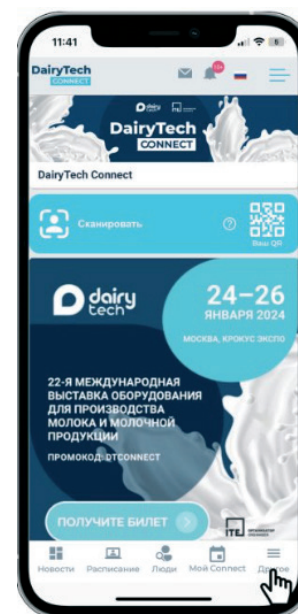 11:41
DairyTech
CONNECT
Dairy
DairyTech
CONNECT
DairyTech Connect
Сканировать
Ваш QR
dairy
tech
24–26
ЯНВАРЯ 2024
МОСКВА, КРОКУС ЭКСПО
22-Я МЕЖДУНАРОДНАЯ
ВЫСТАВКА ОБОРУДОВАНИЯ
ДЛЯ ПРОИЗВОДСТВА
МОЛОКА И МОЛОЧНОЙ
ПРОДУКЦИИ
ПРОМОКОД: DTCONNECT
ПОЛУЧИТЕ БИЛЕТ
ITE
Новости Расписание Люди Мой Connect Другое